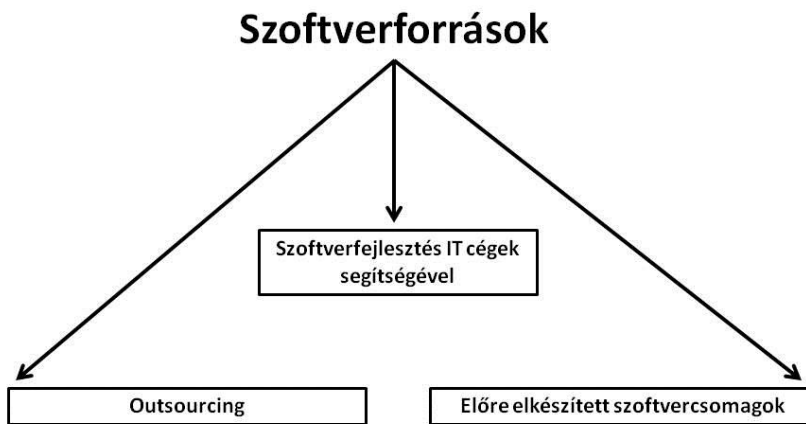 Szoftverforrások
Szoftverfejlesztés IT cégek
segítségével
Outsourcing
Előre elkészített szoftvercsomagok